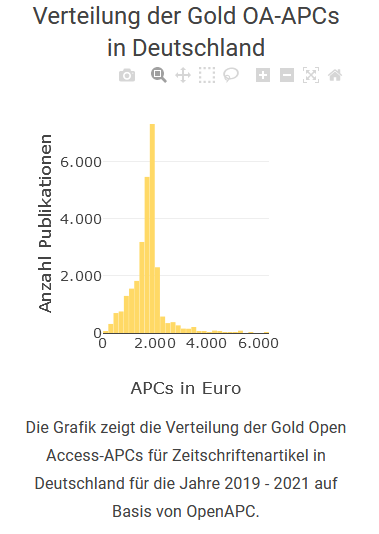 Verteilung der Gold OA-APCs
in Deutschland
Anzahl Publikationen
6.000
4.000
2.000
0
0 2.000 4.000 6.000
APCs in Euro
Die Grafik zeigt die Verteilung der Gold Open
Access-APCs für Zeitschriftenartikel in
Deutschland für die Jahre 2019 - 2021 auf
Basis von OpenAPC.